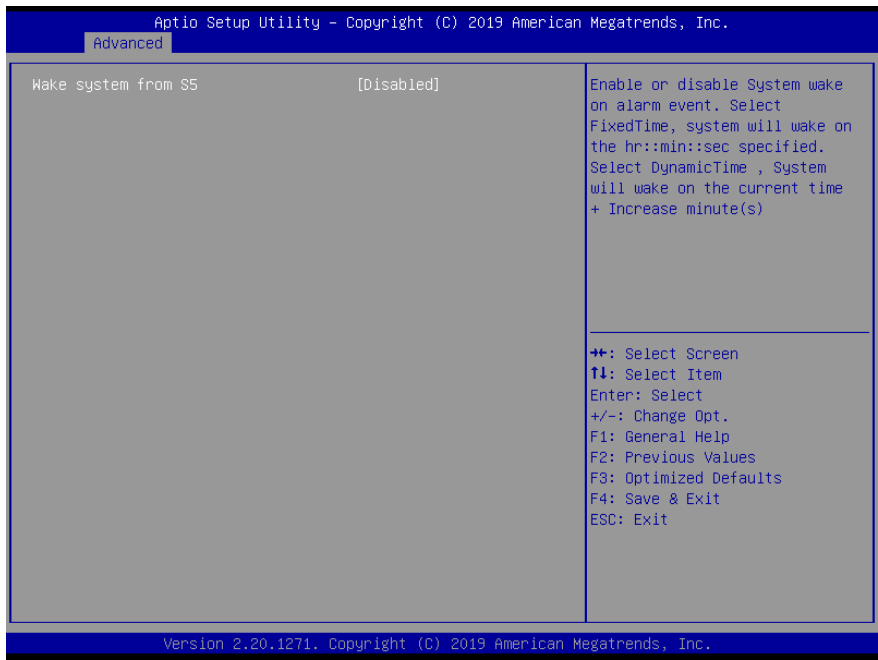 Aptio Setup Utility – Copyright (C) 2019 American Megatrends, Inc.
Advanced
Wake system from S5 [Disabled]
Enable or disable System wake
on alarm event. Select
FixedTime, system will wake on
the hr::min::sec specified.
Select DynamicTime , System
will wake on the current time
+ Increase minute(s)
→←: Select Screen
↑↓: Select Item
Enter: Select
+/-: Change Opt.
F1: General Help
F2: Previous Values
F3: Optimized Defaults
F4: Save & Exit
ESC: Exit
Version 2.20.1271. Copyright (C) 2019 American Megatrends, Inc.